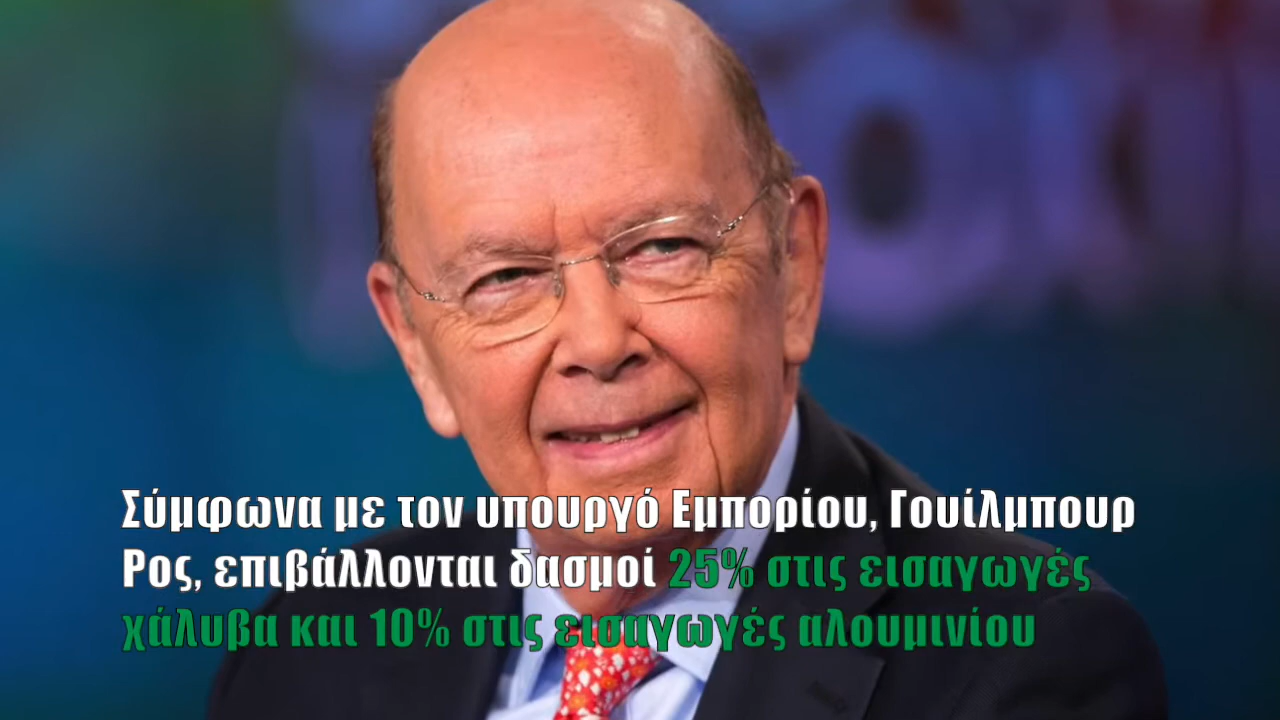 Σύμφωνα με τον υπουργό Εμπορίου, Γουίλμπουρ
Ρος, επιβάλλονται δασμοί 25% στις εισαγωγές
χάλυβα και 10% στις εισαγωγές αλουμινίου